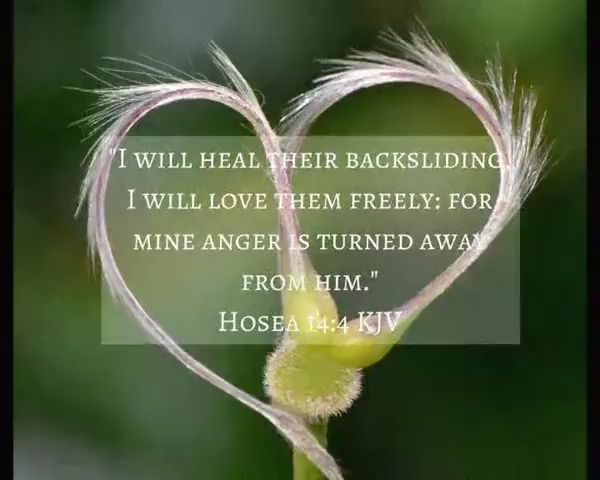 "I will heal their backsliding,
I will love them freely: for
mine anger is turned away
from him."
Hosea 14:4 KJV